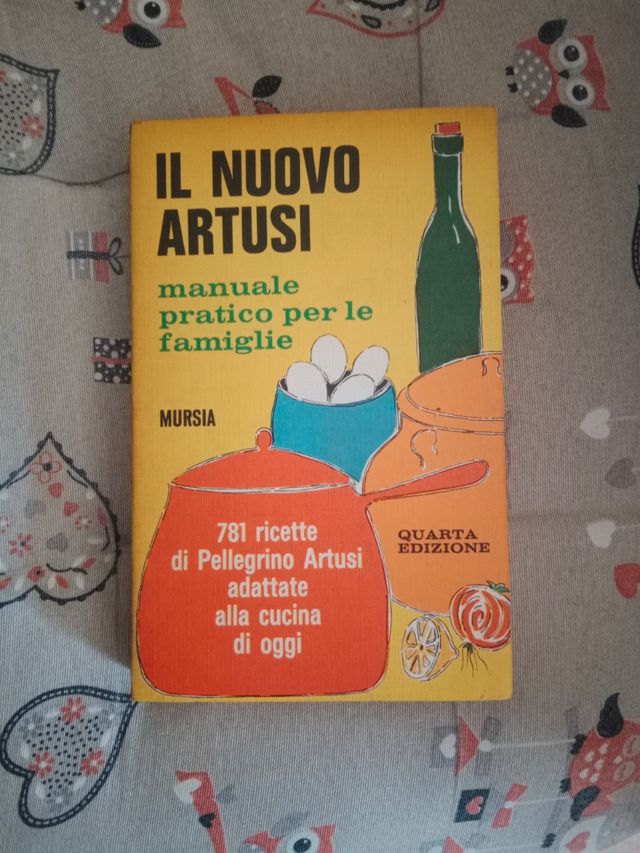 IL NUOVO
ARTUSI
manuale
pratico per le
famiglie
MURSIA
781 ricette
di Pellegrino Artusi
adattate
alla cucina
di oggi
QUARTA
EDIZIONE